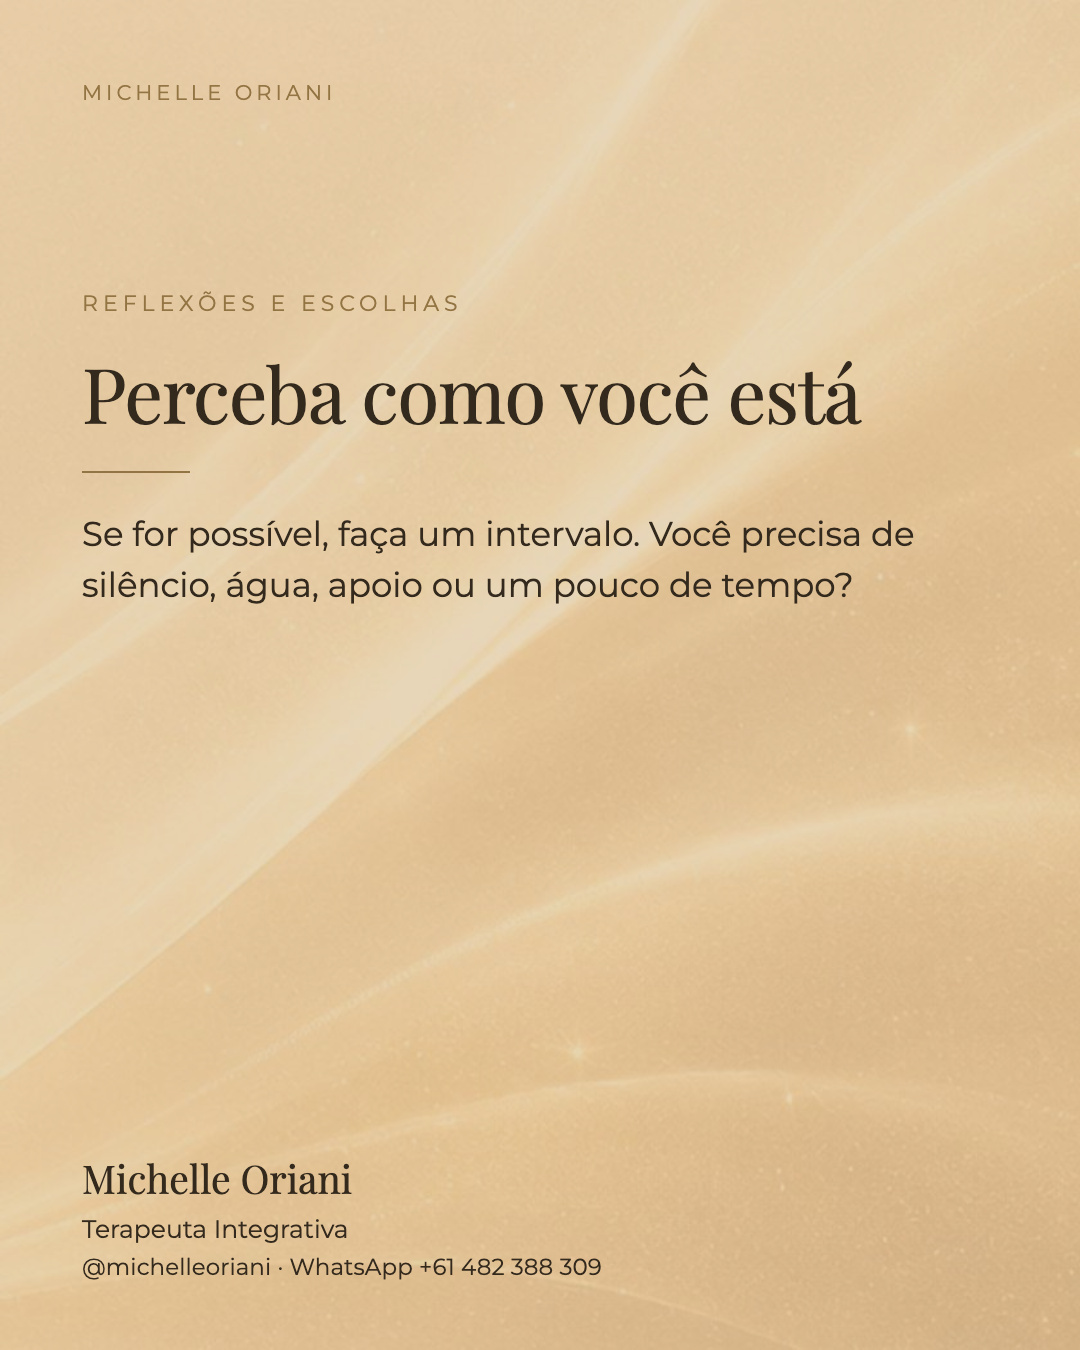 MICHELLE ORIANI
REFLEXÕES E ESCOLHAS
Perceba como você está
Se for possível, faça um intervalo. Você precisa de
silêncio, água, apoio ou um pouco de tempo?
Michelle Oriani
Terapeuta Integrativa
@michelleoriani · WhatsApp +61 482 388 309